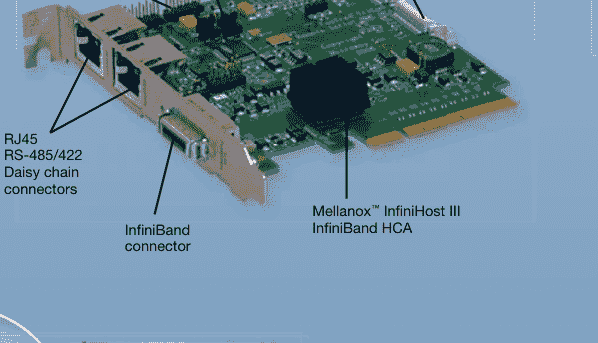 RJ45
RS-485/422
Daisy chain
connectors
InfiniBand
connector
Mellanox™ InfiniHost III
InfiniBand HCA